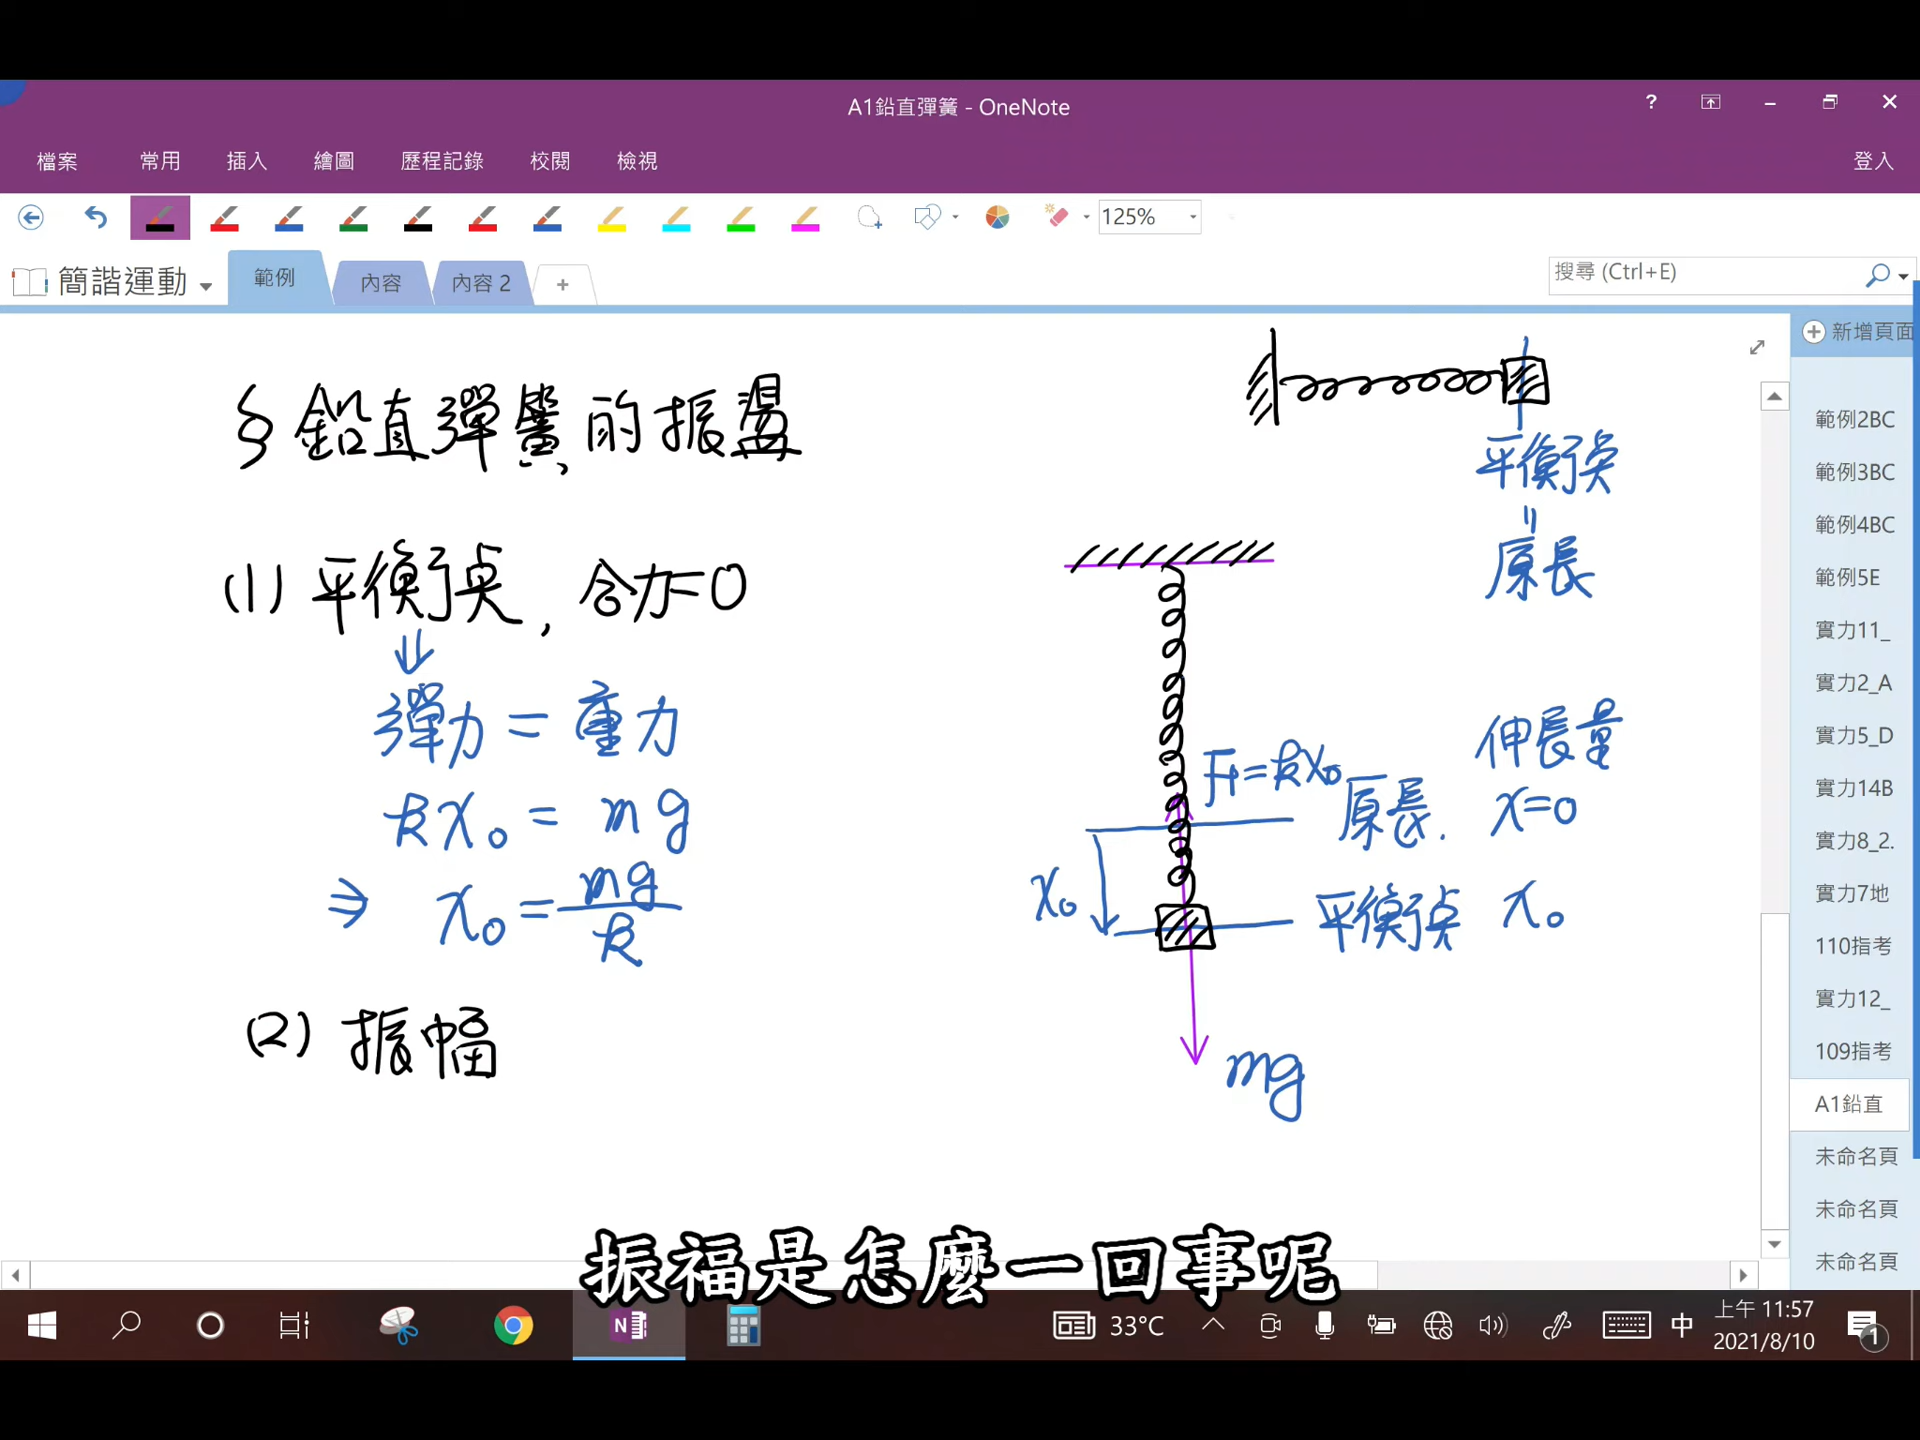 A1鉛直彈簧 - OneNote
?
檔案 常用 插入 繪圖 歷程記錄 校閱 檢視 登入
125%
簡諧運動 範例 內容 內容 2 +
搜尋 (Ctrl+E)
新增頁面
§鉛直彈簧的振盪
平衡點
=
原長
(1) 平衡點, 合力=0
⇓
彈力 = 重力
kx₀ = mg
⇒ x₀ = mg/k
(2) 振幅
F=kx₀
原長.
伸長量
x=0
x₀
平衡點 x₀
mg
範例2BC
範例3BC
範例4BC
範例5E
實力11_
實力2_A
實力5_D
實力14B
實力8_2.
實力7地
110指考
實力12_
109指考
A1鉛直
未命名頁
未命名頁
未命名頁
振福是怎麼一回事呢
N
33°C
中
上午 11:57
2021/8/10
1